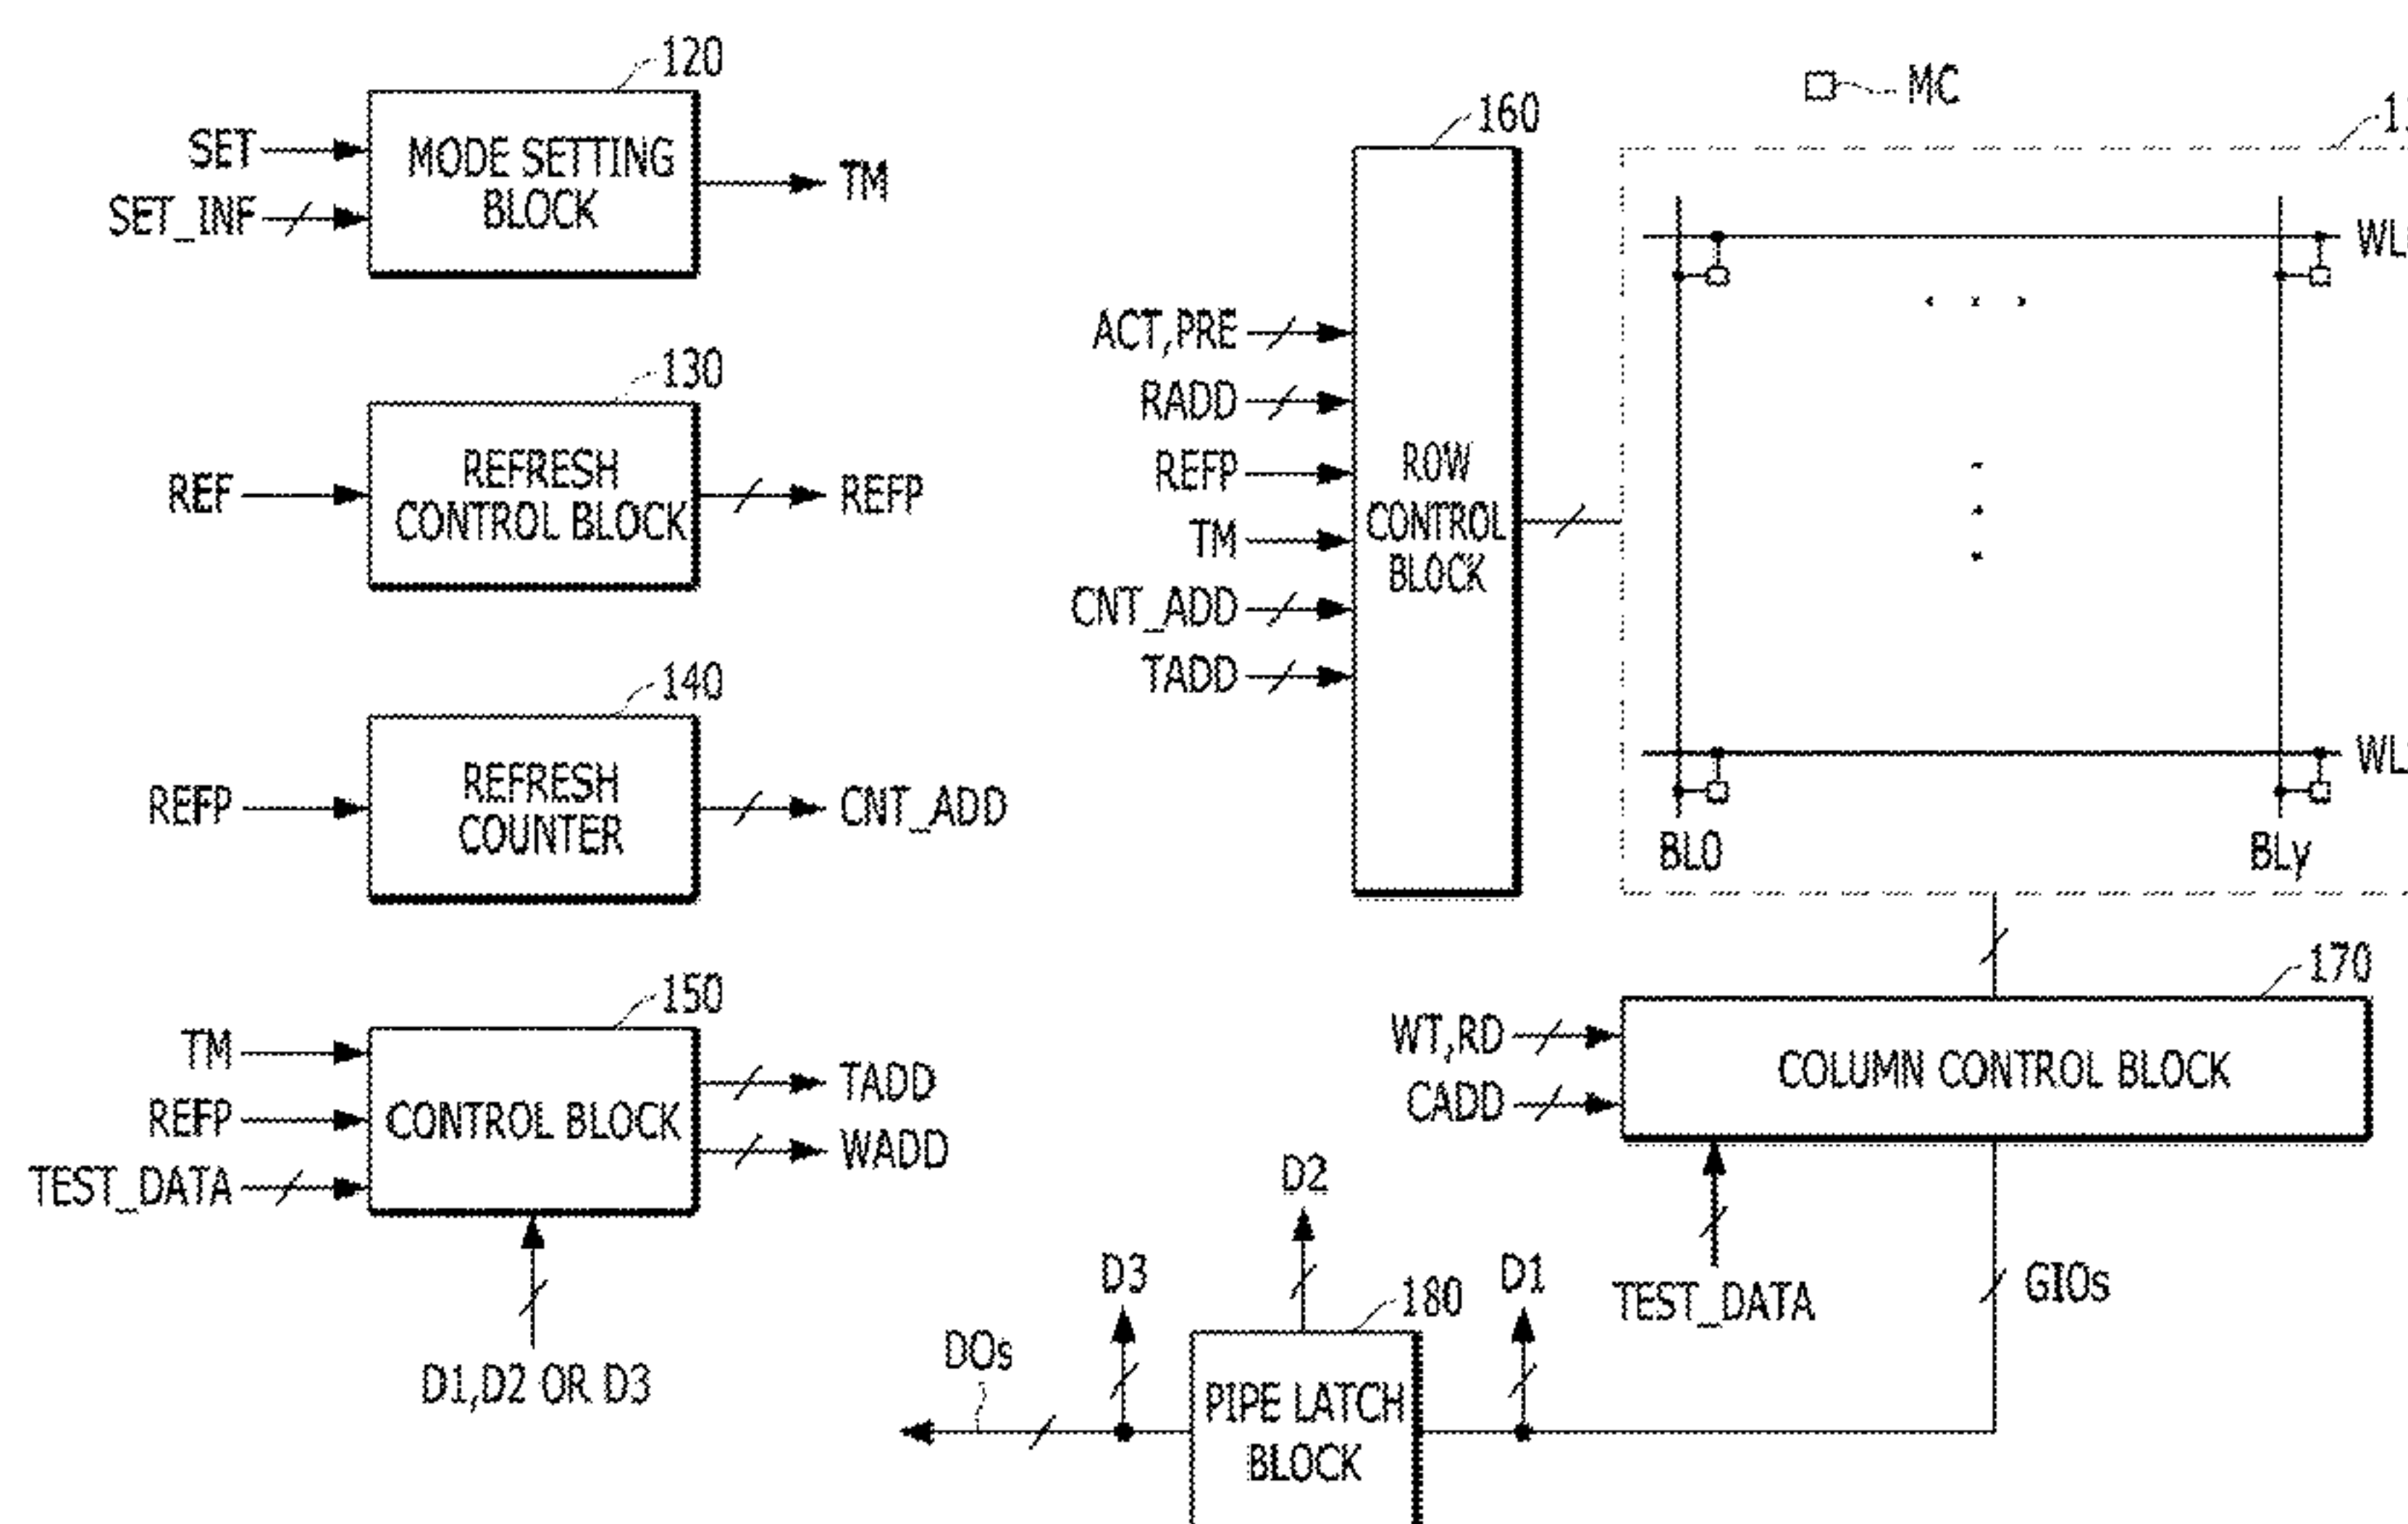 120
SET
SET_INF
MODE SETTING
BLOCK
TM
130
REF
REFRESH
CONTROL BLOCK
REFP
140
REFP
REFRESH
COUNTER
CNT_ADD
150
TM
REFP
TEST_DATA
CONTROL BLOCK
TADD
WADD
D1,D2 OR D3
160
ACT,PRE
RADD
REFP
TM
CNT_ADD
TADD
ROW
CONTROL
BLOCK
MC
BL0
BLy
170
WT,RD
CADD
COLUMN CONTROL BLOCK
TEST_DATA
GIOs
D2
D3
D1
180
DOs
PIPE LATCH
BLOCK